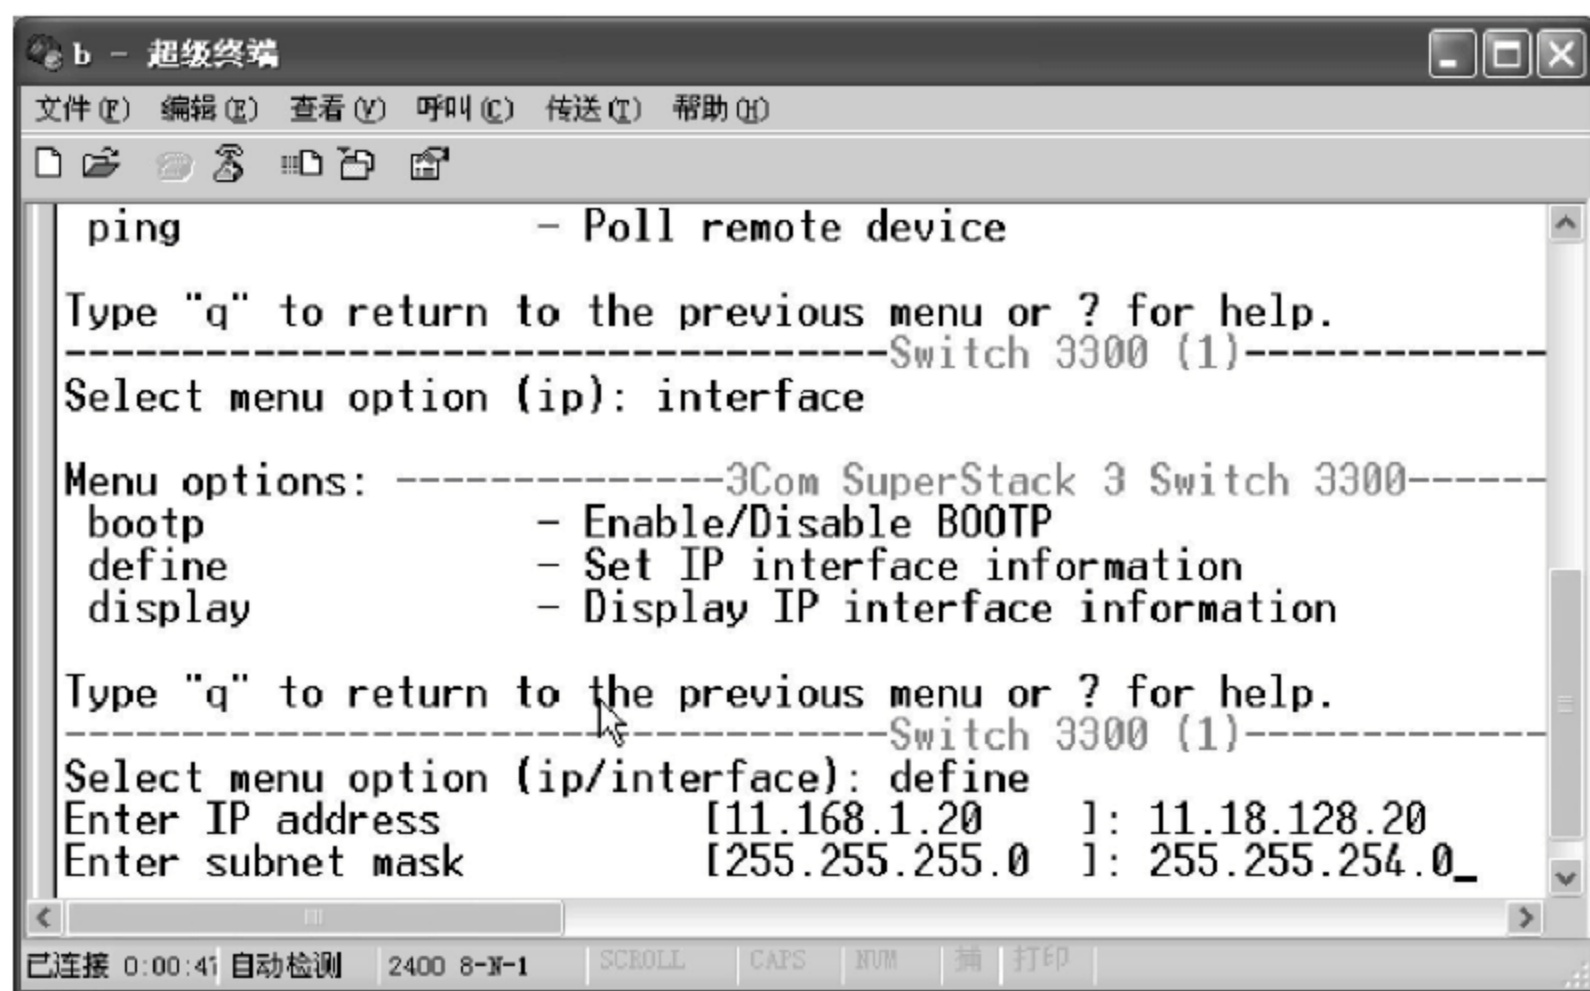 b - 超级终端
文件(F) 编辑(E) 查看(V) 呼叫(C) 传送(T) 帮助(H)
ping - Poll remote device
Type "q" to return to the previous menu or ? for help.
-----------------------------------Switch 3300 (1)-------------
Select menu option (ip): interface
Menu options: --------------3Com SuperStack 3 Switch 3300------
bootp - Enable/Disable BOOTP
define - Set IP interface information
display - Display IP interface information
Type "q" to return to the previous menu or ? for help.
-----------------------------------Switch 3300 (1)-------------
Select menu option (ip/interface): define
Enter IP address [11.168.1.20 ]: 11.18.128.20
Enter subnet mask [255.255.255.0 ]: 255.255.254.0_
已连接 0:00:47 自动检测 2400 8-N-1 SCROLL CAPS NUM 捕 打印